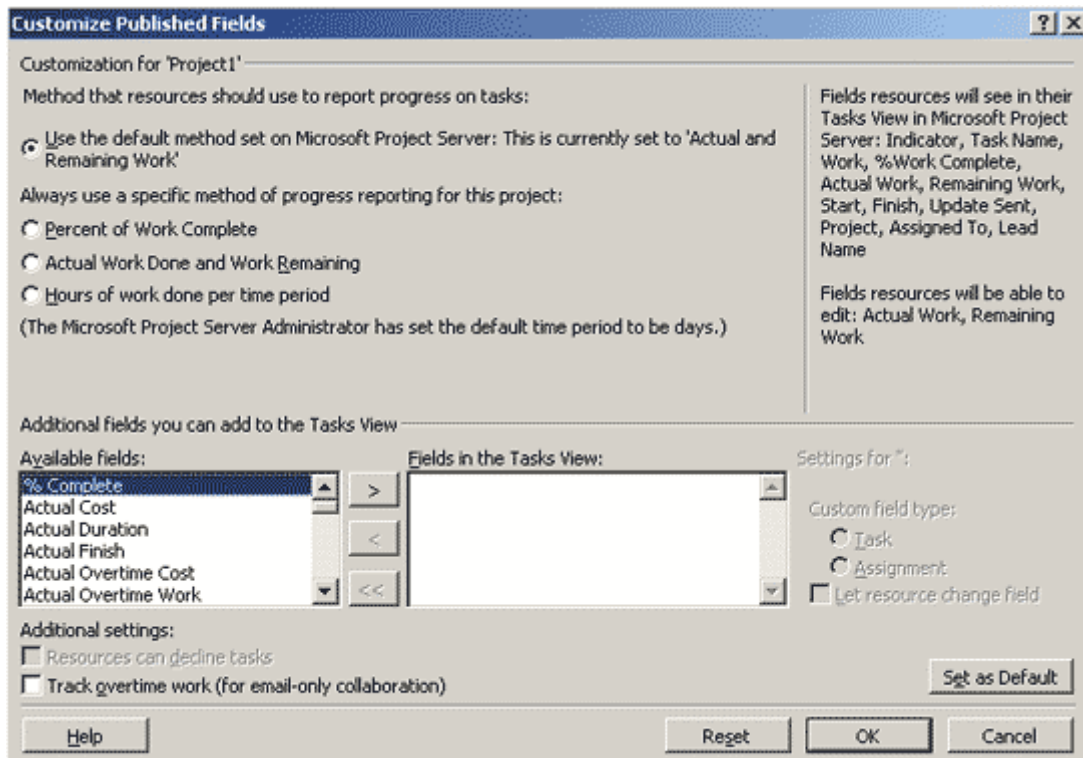 Customize Published Fields
Customization for 'Project1'
Method that resources should use to report progress on tasks:
Use the default method set on Microsoft Project Server: This is currently set to 'Actual and
Remaining Work'
Always use a specific method of progress reporting for this project:
Percent of Work Complete
Actual Work Done and Work Remaining
Hours of work done per time period
(The Microsoft Project Server Administrator has set the default time period to be days.)
Fields resources will see in their
Tasks View in Microsoft Project
Server: Indicator, Task Name,
Work, %Work Complete,
Actual Work, Remaining Work,
Start, Finish, Update Sent,
Project, Assigned To, Lead
Name
Fields resources will be able to
edit: Actual Work, Remaining
Work
Additional fields you can add to the Tasks View
Available fields:
% Complete
Actual Cost
Actual Duration
Actual Finish
Actual Overtime Cost
Actual Overtime Work
>
<
<<
Fields in the Tasks View:
Settings for '':
Custom field type:
Task
Assignment
Let resource change field
Additional settings:
Resources can decline tasks
Track overtime work (for email-only collaboration)
Set as Default
Help
Reset
OK
Cancel